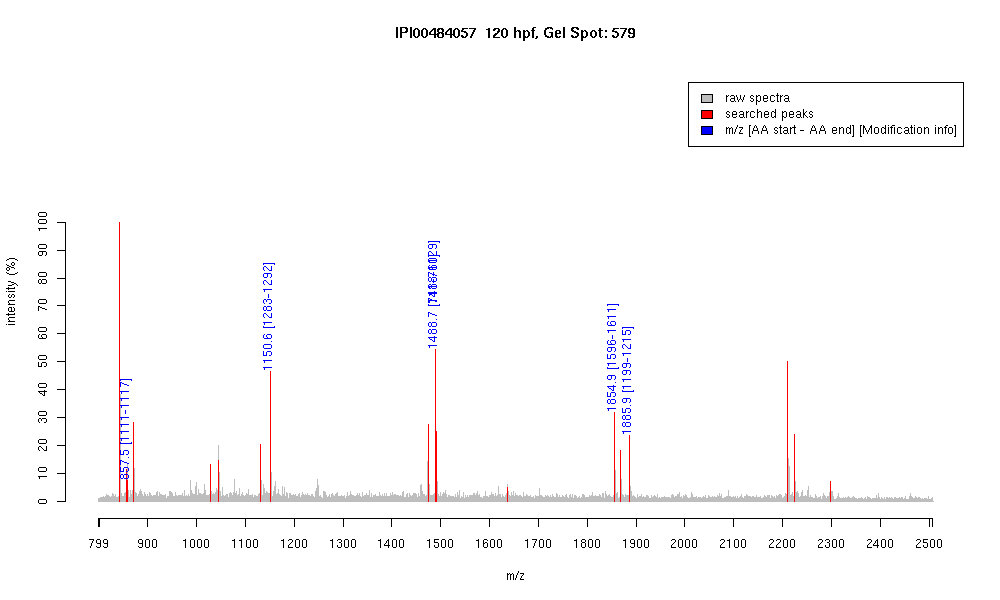 IPI00484057 120 hpf, Gel Spot: 579
raw spectra
searched peaks
m/z [AA start - AA end] [Modification info]
intensity (%)
100
90
80
70
60
50
40
30
20
10
0
857.5 [1111-1117]
1150.6 [1283-1292]
1488.7
1854.9 [1596-1611]
1885.9 [1199-1215]
799 900 1000 1100 1200 1300 1400 1500 1600 1700 1800 1900 2000 2100 2200 2300 2400 2500
m/z